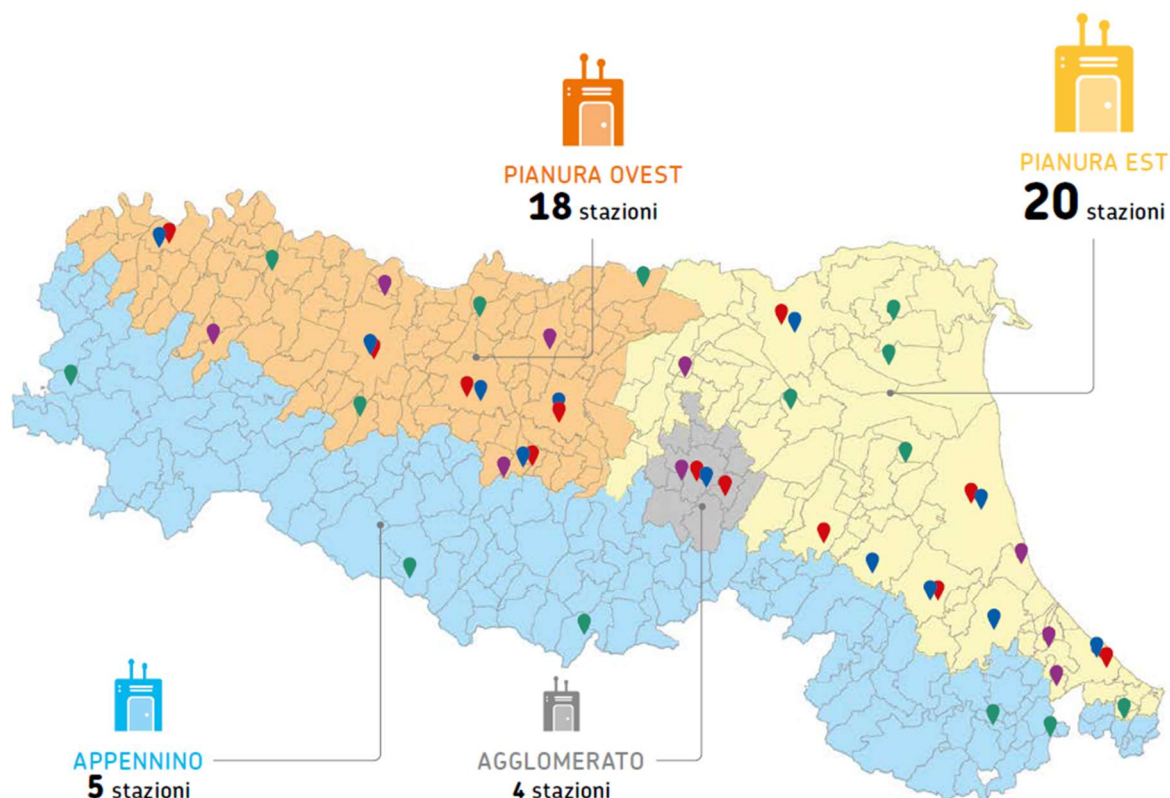 PIANURA OVEST
18 stazioni
PIANURA EST
20 stazioni
APPENNINO
5 stazioni
AGGLOMERATO
4 stazioni